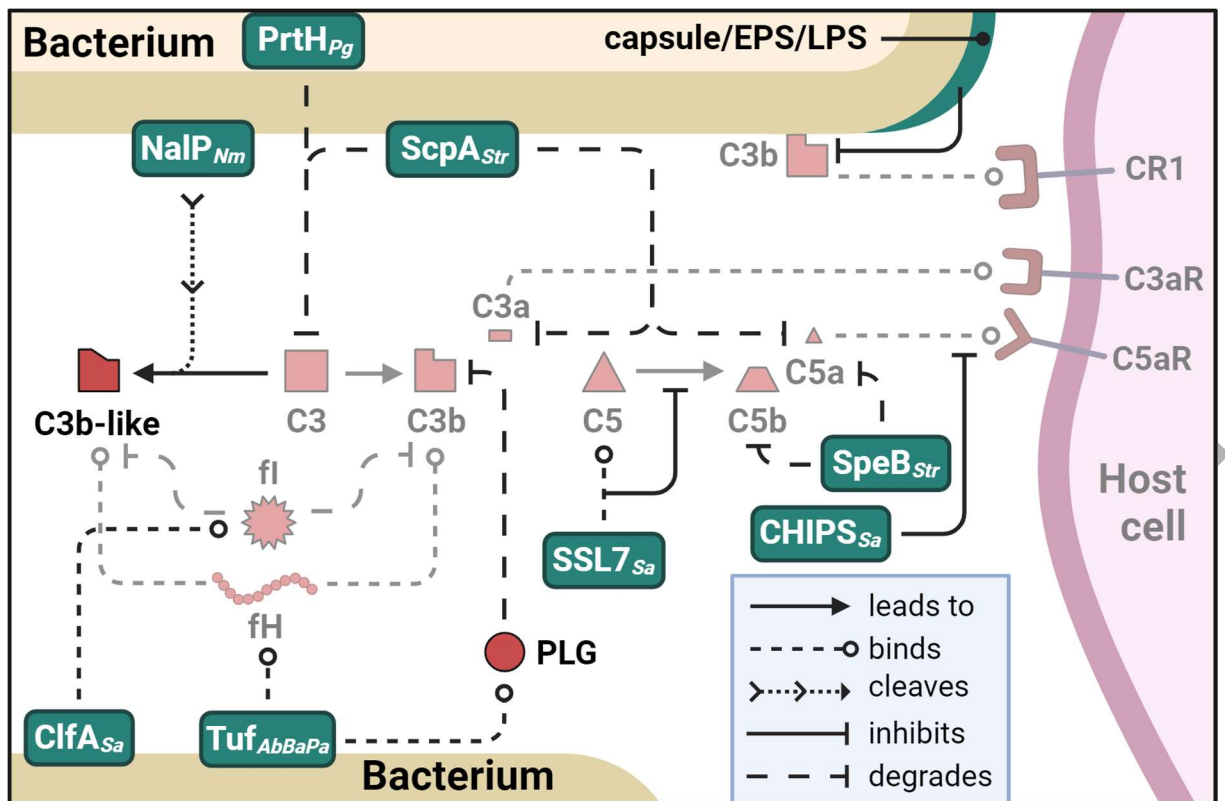 Bacterium
PrtHPg
capsule/EPS/LPS
NalPNm
ScpAStr
C3b
CR1
C3a
C3aR
C5aR
C3b-like
C3
C3b
C5
C5b
C5a
fI
SpeBStr
Host
cell
CHIPSSa
SSL7Sa
fH
PLG
ClfASa
TufAbBaPa
Bacterium
leads to
binds
cleaves
inhibits
degrades